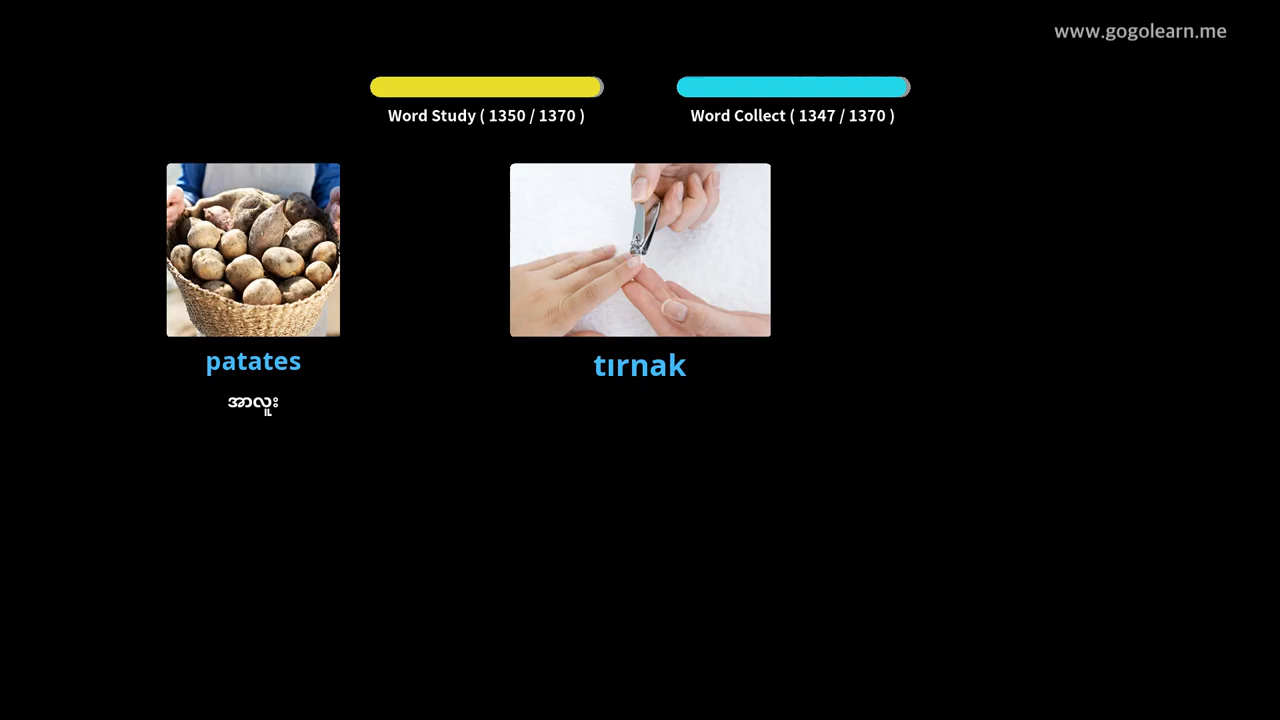 www.gogolearn.me
Word Study ( 1350 / 1370 )
Word Collect ( 1347 / 1370 )
patates
အာလူး
tırnak